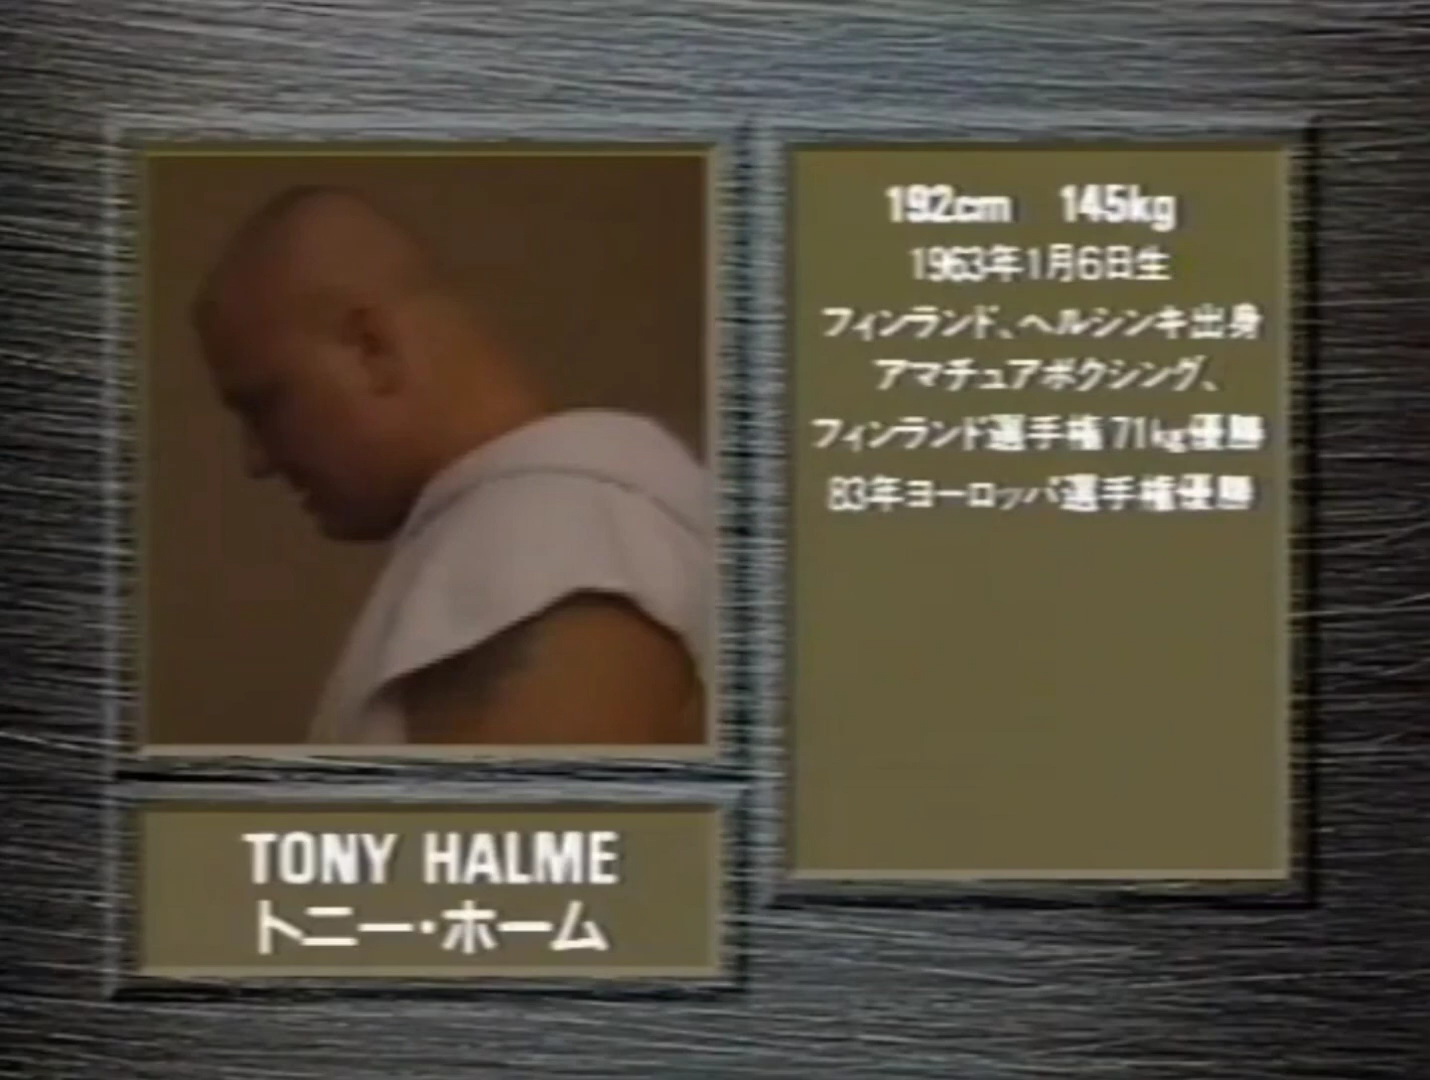 TONY HALME
トニー・ホーム
192cm 145kg
1963年1月6日生
フィンランド、ヘルシンキ出身
アマチュアボクシング、
フィンランド選手権71kg優勝
83年ヨーロッパ選手権優勝